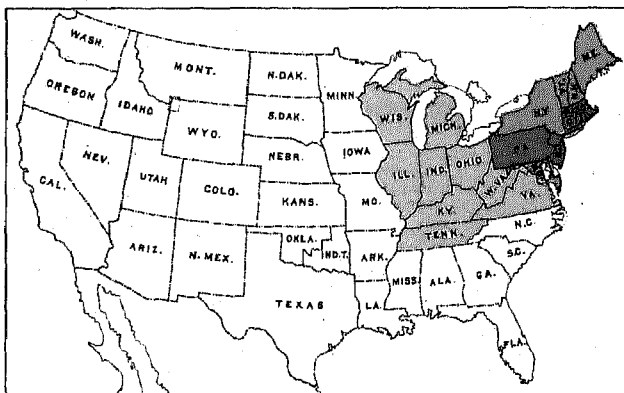 WASH.
MONT.
N.DAK.
MINN.
OREGON
IDAHO
S.DAK.
WIS.
MICH.
N.Y.
ME.
WYO.
NEBR.
IOWA
PA.
NEV.
UTAH
COLO.
KANS.
MO.
ILL.
IND.
OHIO
W.VA.
VA.
KY.
CAL.
ARIZ.
N.MEX.
OKLA.
IND.T.
ARK.
TENN.
N.C.
S.C.
TEXAS
LA.
MISS.
ALA.
GA.
FLA.